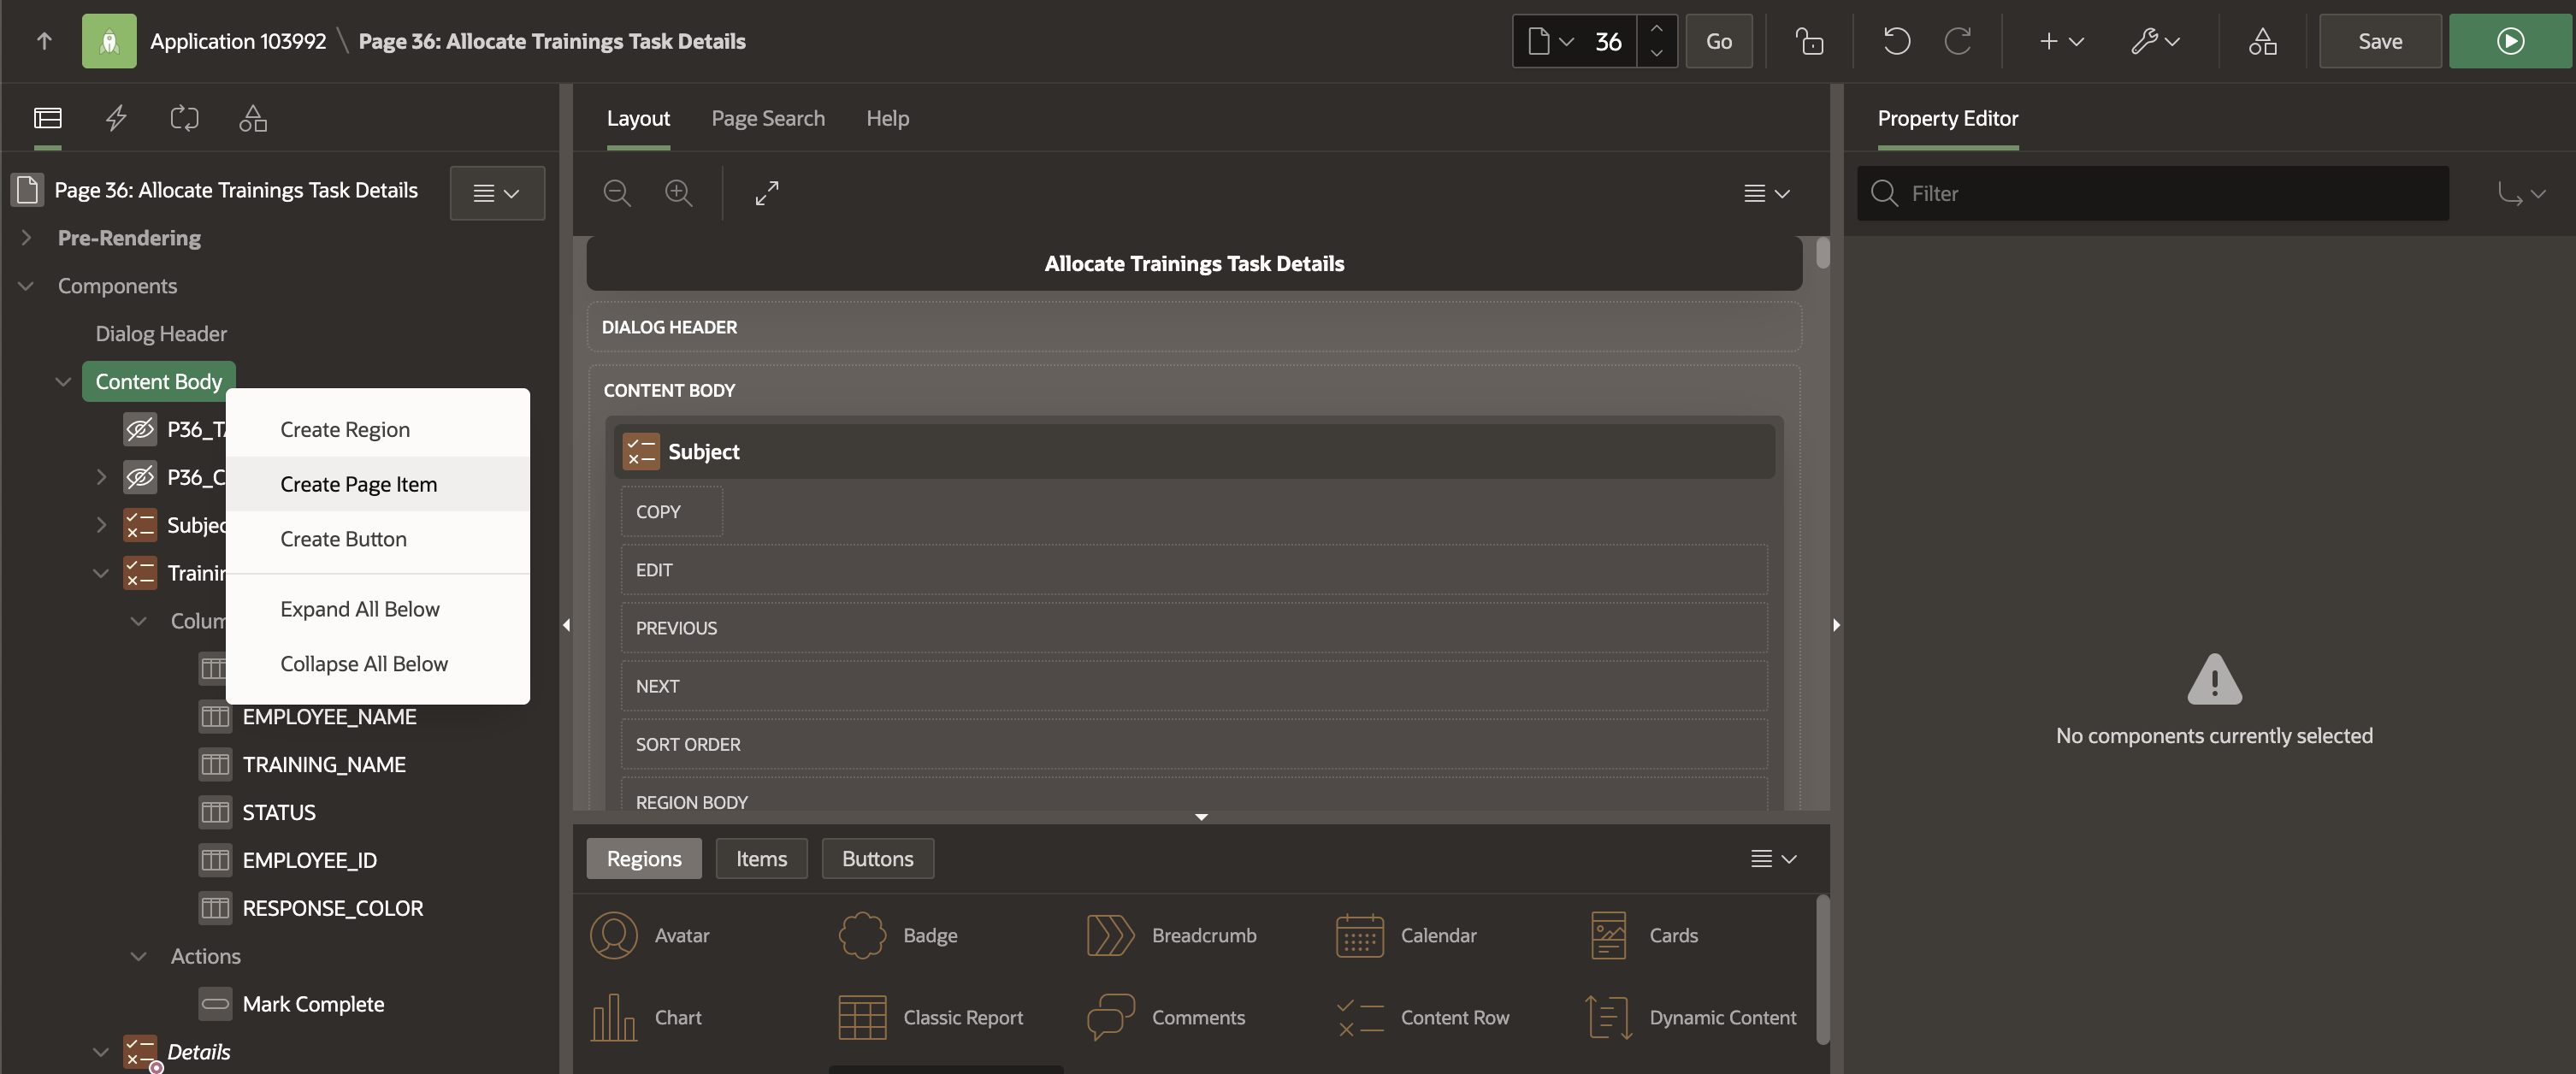 Application 103992 \ Page 36: Allocate Trainings Task Details
36
Go
Save
Page 36: Allocate Trainings Task Details
Pre-Rendering
Components
Dialog Header
Content Body
P36_TA
P36_C
Subjec
Trainin
Colum
EMPLOYEE_NAME
TRAINING_NAME
STATUS
EMPLOYEE_ID
RESPONSE_COLOR
Actions
Mark Complete
Details
Create Region
Create Page Item
Create Button
Expand All Below
Collapse All Below
Layout
Page Search
Help
Allocate Trainings Task Details
DIALOG HEADER
CONTENT BODY
Subject
COPY
EDIT
PREVIOUS
NEXT
SORT ORDER
REGION BODY
Regions
Items
Buttons
Avatar
Badge
Breadcrumb
Calendar
Cards
Chart
Classic Report
Comments
Content Row
Dynamic Content
Property Editor
Filter
No components currently selected